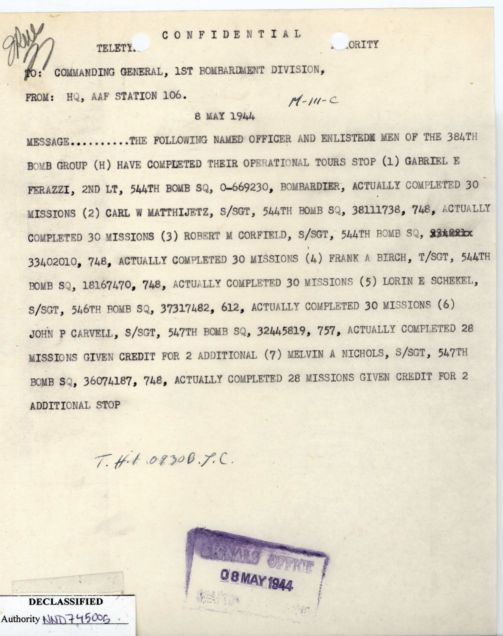 CONFIDENTIAL
TELETY
ORITY
TO: COMMANDING GENERAL, 1ST BOMBARDMENT DIVISION,
FROM: HQ, AAF STATION 106.
M-111-C
8 MAY 1944
MESSAGE..........THE FOLLOWING NAMED OFFICER AND ENLISTEDX MEN OF THE 384TH
BOMB GROUP (H) HAVE COMPLETED THEIR OPERATIONAL TOURS STOP (1) GABRIEL E
FERAZZI, 2ND LT, 544TH BOMB SQ, O-669230, BOMBARDIER, ACTUALLY COMPLETED 30
MISSIONS (2) CARL W MATTHIJETZ, S/SGT, 544TH BOMB SQ, 38111738, 748, ACTUALLY
COMPLETED 30 MISSIONS (3) ROBERT M CORFIELD, S/SGT, 544TH BOMB SQ,
33402010, 748, ACTUALLY COMPLETED 30 MISSIONS (4) FRANK A BIRCH, T/SGT, 544TH
BOMB SQ, 18167470, 748, ACTUALLY COMPLETED 30 MISSIONS (5) LORIN E SCHEKEL,
S/SGT, 546TH BOMB SQ, 37317482, 612, ACTUALLY COMPLETED 30 MISSIONS (6)
JOHN P CARVELL, S/SGT, 547TH BOMB SQ, 32445819, 757, ACTUALLY COMPLETED 28
MISSIONS GIVEN CREDIT FOR 2 ADDITIONAL (7) MELVIN A NICHOLS, S/SGT, 547TH
BOMB SQ, 36074187, 748, ACTUALLY COMPLETED 28 MISSIONS GIVEN CREDIT FOR 2
ADDITIONAL STOP
OFFICE
08 MAY 1944
DECLASSIFIED
Authority NND745005